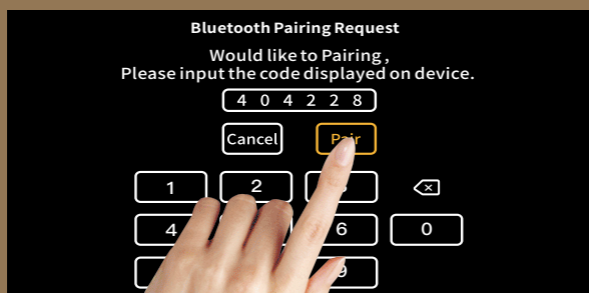 Bluetooth Pairing Request
Would like to Pairing ,
Please input the code displayed on device.
4 0 4 2 2 8
Cancel Pair
1 2
4 6 0
9